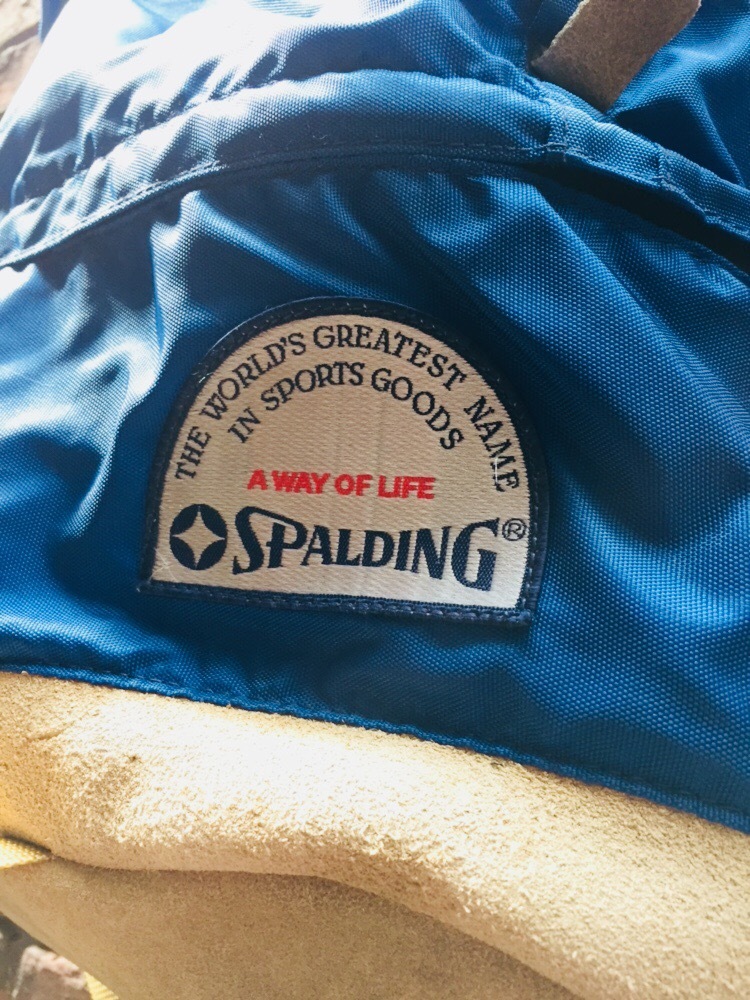 THE WORLD'S GREATEST NAME
IN SPORTS GOODS
A WAY OF LIFE
SPALDING®